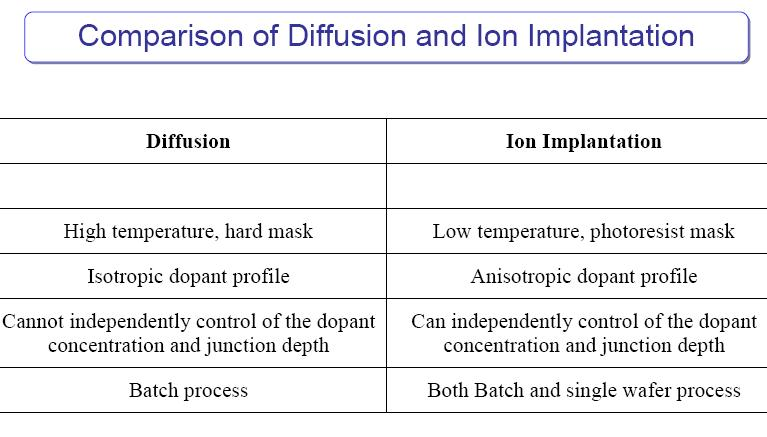 Comparison of Diffusion and Ion Implantation
Diffusion
Ion Implantation
High temperature, hard mask
Low temperature, photoresist mask
Isotropic dopant profile
Anisotropic dopant profile
Cannot independently control of the dopant
concentration and junction depth
Can independently control of the dopant
concentration and junction depth
Batch process
Both Batch and single wafer process